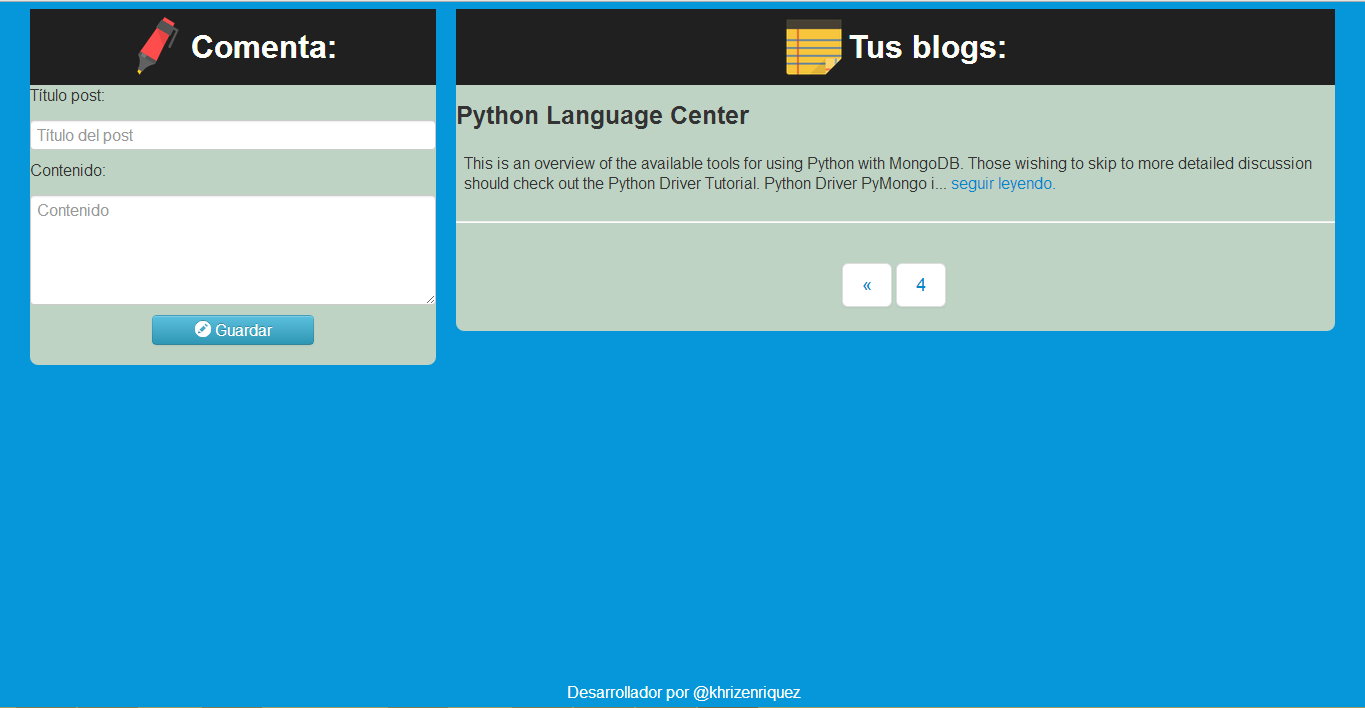 Comenta:
Título post:
Título del post
Contenido:
Contenido
Guardar
Tus blogs:
Python Language Center
This is an overview of the available tools for using Python with MongoDB. Those wishing to skip to more detailed discussion
should check out the Python Driver Tutorial. Python Driver PyMongo i... seguir leyendo.
« 4
Desarrollador por @khrizenriquez